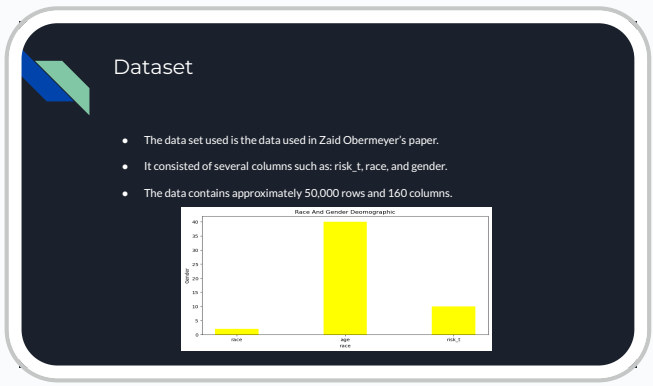 Dataset
● The data set used is the data used in Zaid Obermeyer's paper.
● It consisted of several columns such as: risk_t, race, and gender.
● The data contains approximately 50,000 rows and 160 columns.
Race And Gender Deomographic
40
35
30
25
20
15
10
5
0
Gender
race age risk_t
race